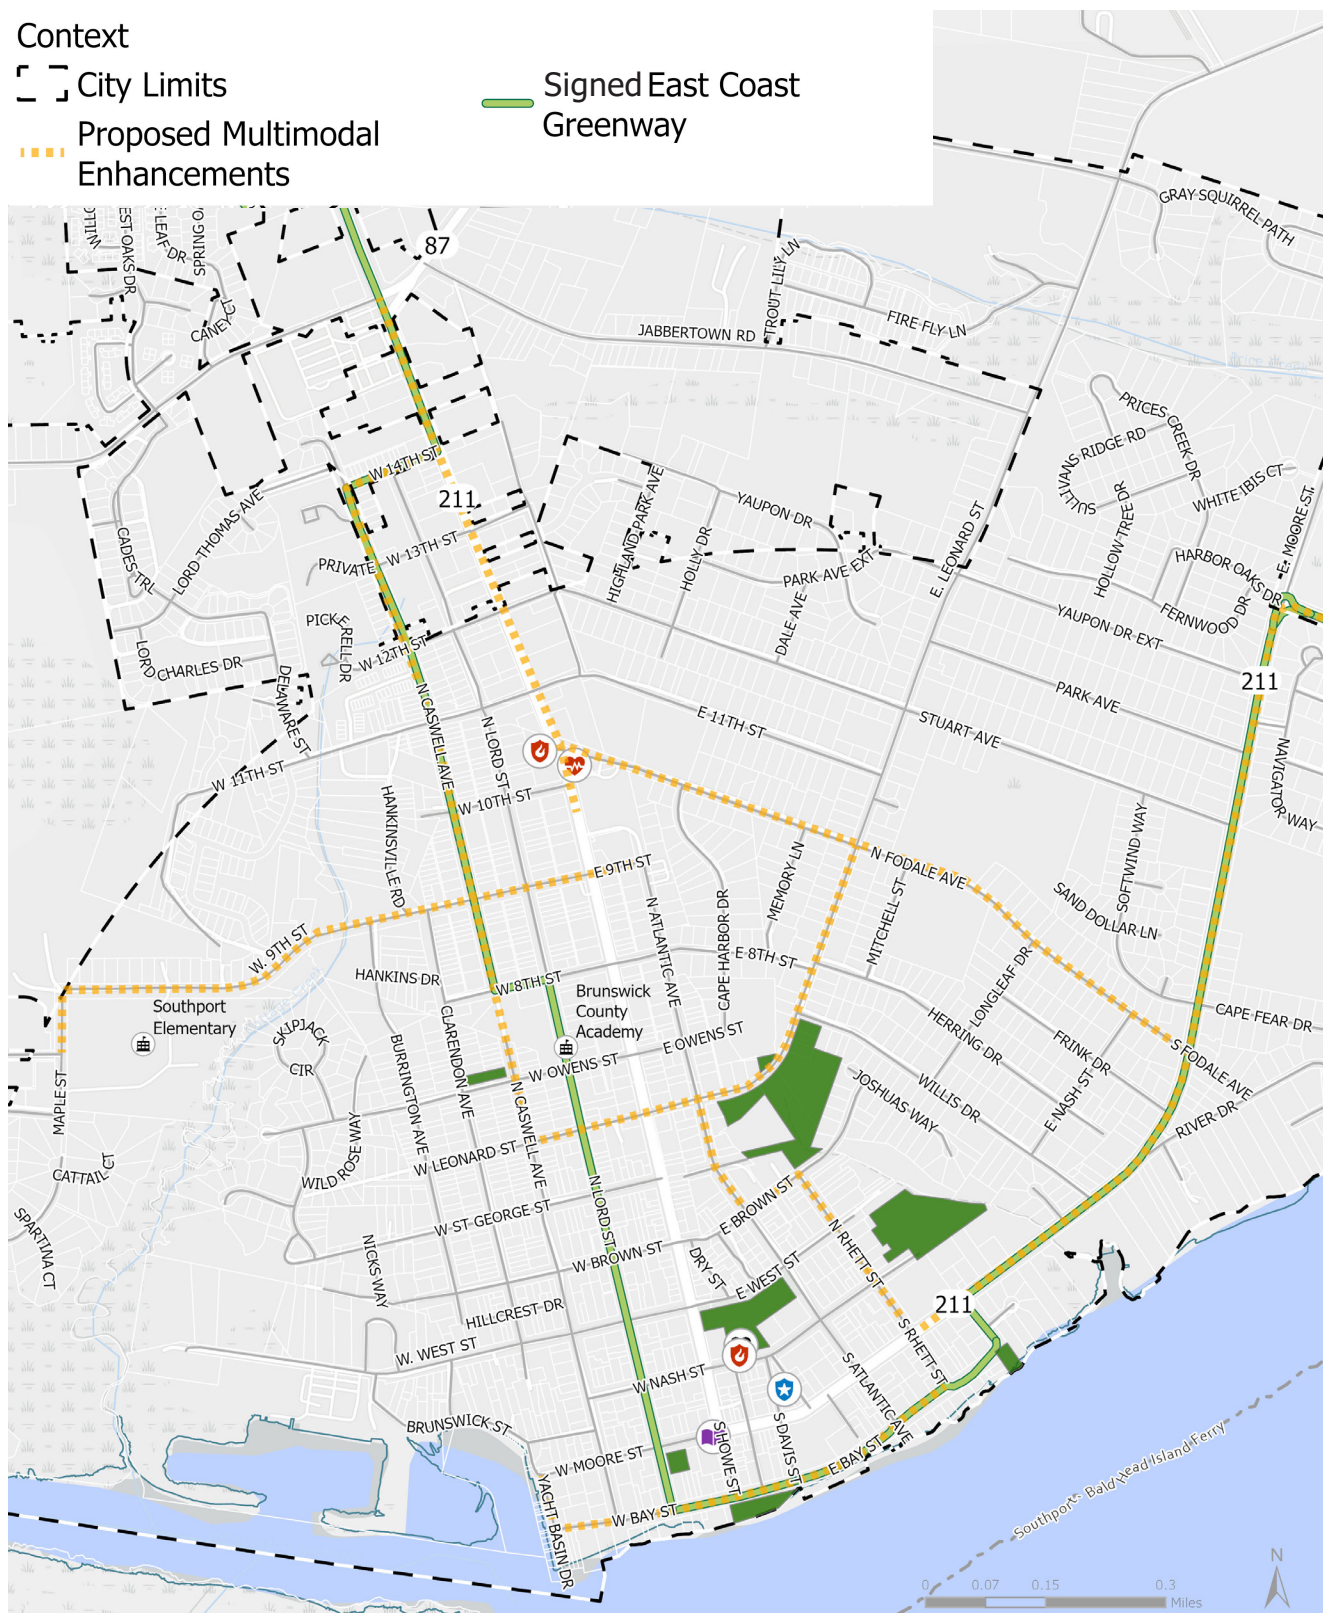 Context
City Limits
Signed East Coast
Greenway
Proposed Multimodal
Enhancements
GRAY SQUIRREL PATH
SPRING O
LEAF DR
EST OAKS DR
87
TROUT LILY LN
CANEY CT
FIRE FLY LN
JABBERTOWN RD
PRICES CREEK DR
SULLIVANS RIDGE RD
W 14TH ST
WHITE IBIS CT
211
HIGHLAND PARK AVE
YAUPON DR
HOLLOW TREE DR
E. MOORE ST.
LORD THOMAS AVE
E. LEONARD ST
CADES TRL
W 13TH ST
HOLLY DR
HARBOR OAKS DR
PRIVATE
PARK AVE EXT
FERNWOOD DR
YAUPON DR EXT
PICK
ERELL DR
DALE AVE
LORD
CHARLES DR
W 12TH ST
DELAWARE ST
N CASWELL AVE
211
PARK AVE
E 11TH ST
STUART AVE
N LORD ST
NAVIGATOR WAY
W 11TH ST
W 10TH ST
HANKINSVILLE RD
SOFTWIND WAY
E 9TH ST
MEMORY LN
N FODALE AVE
N ATLANTIC AVE
CAPE HARBOR DR
MITCHELL ST
SAND DOLLAR LN
W. 9TH ST
E 8TH ST
LONGLEAF DR
HANKINS DR
W 8TH ST
Brunswick
County
Academy
Southport
Elementary
CAPE FEAR DR
SKIPJACK
CIR
CLARENDON AVE
BURRINGTON AVE
E OWENS ST
HERRING DR
FRINK DR
S FODALE AVE
W OWENS ST
MAPLE ST
N CASWELL AVE
JOSHUAS WAY
WILLIS DR
E NASH ST
RIVER DR
WILD ROSE WAY
W LEONARD ST
CATTAIL CT
N LORD ST
E BROWN ST
SPARTINA CT
W ST GEORGE ST
N RHETT ST
NICKS WAY
W BROWN ST
DRY ST
E WEST ST
HILLCREST DR
211
W. WEST ST
S RHETT ST
W NASH ST
S ATLANTIC AVE
BRUNSWICK ST
S HOWE ST
S DAVIS ST
W MOORE ST
E BAY ST
YACHT BASIN DR
W BAY ST
Southport - Bald Head Island Ferry
N
0 0.07 0.15 0.3
Miles